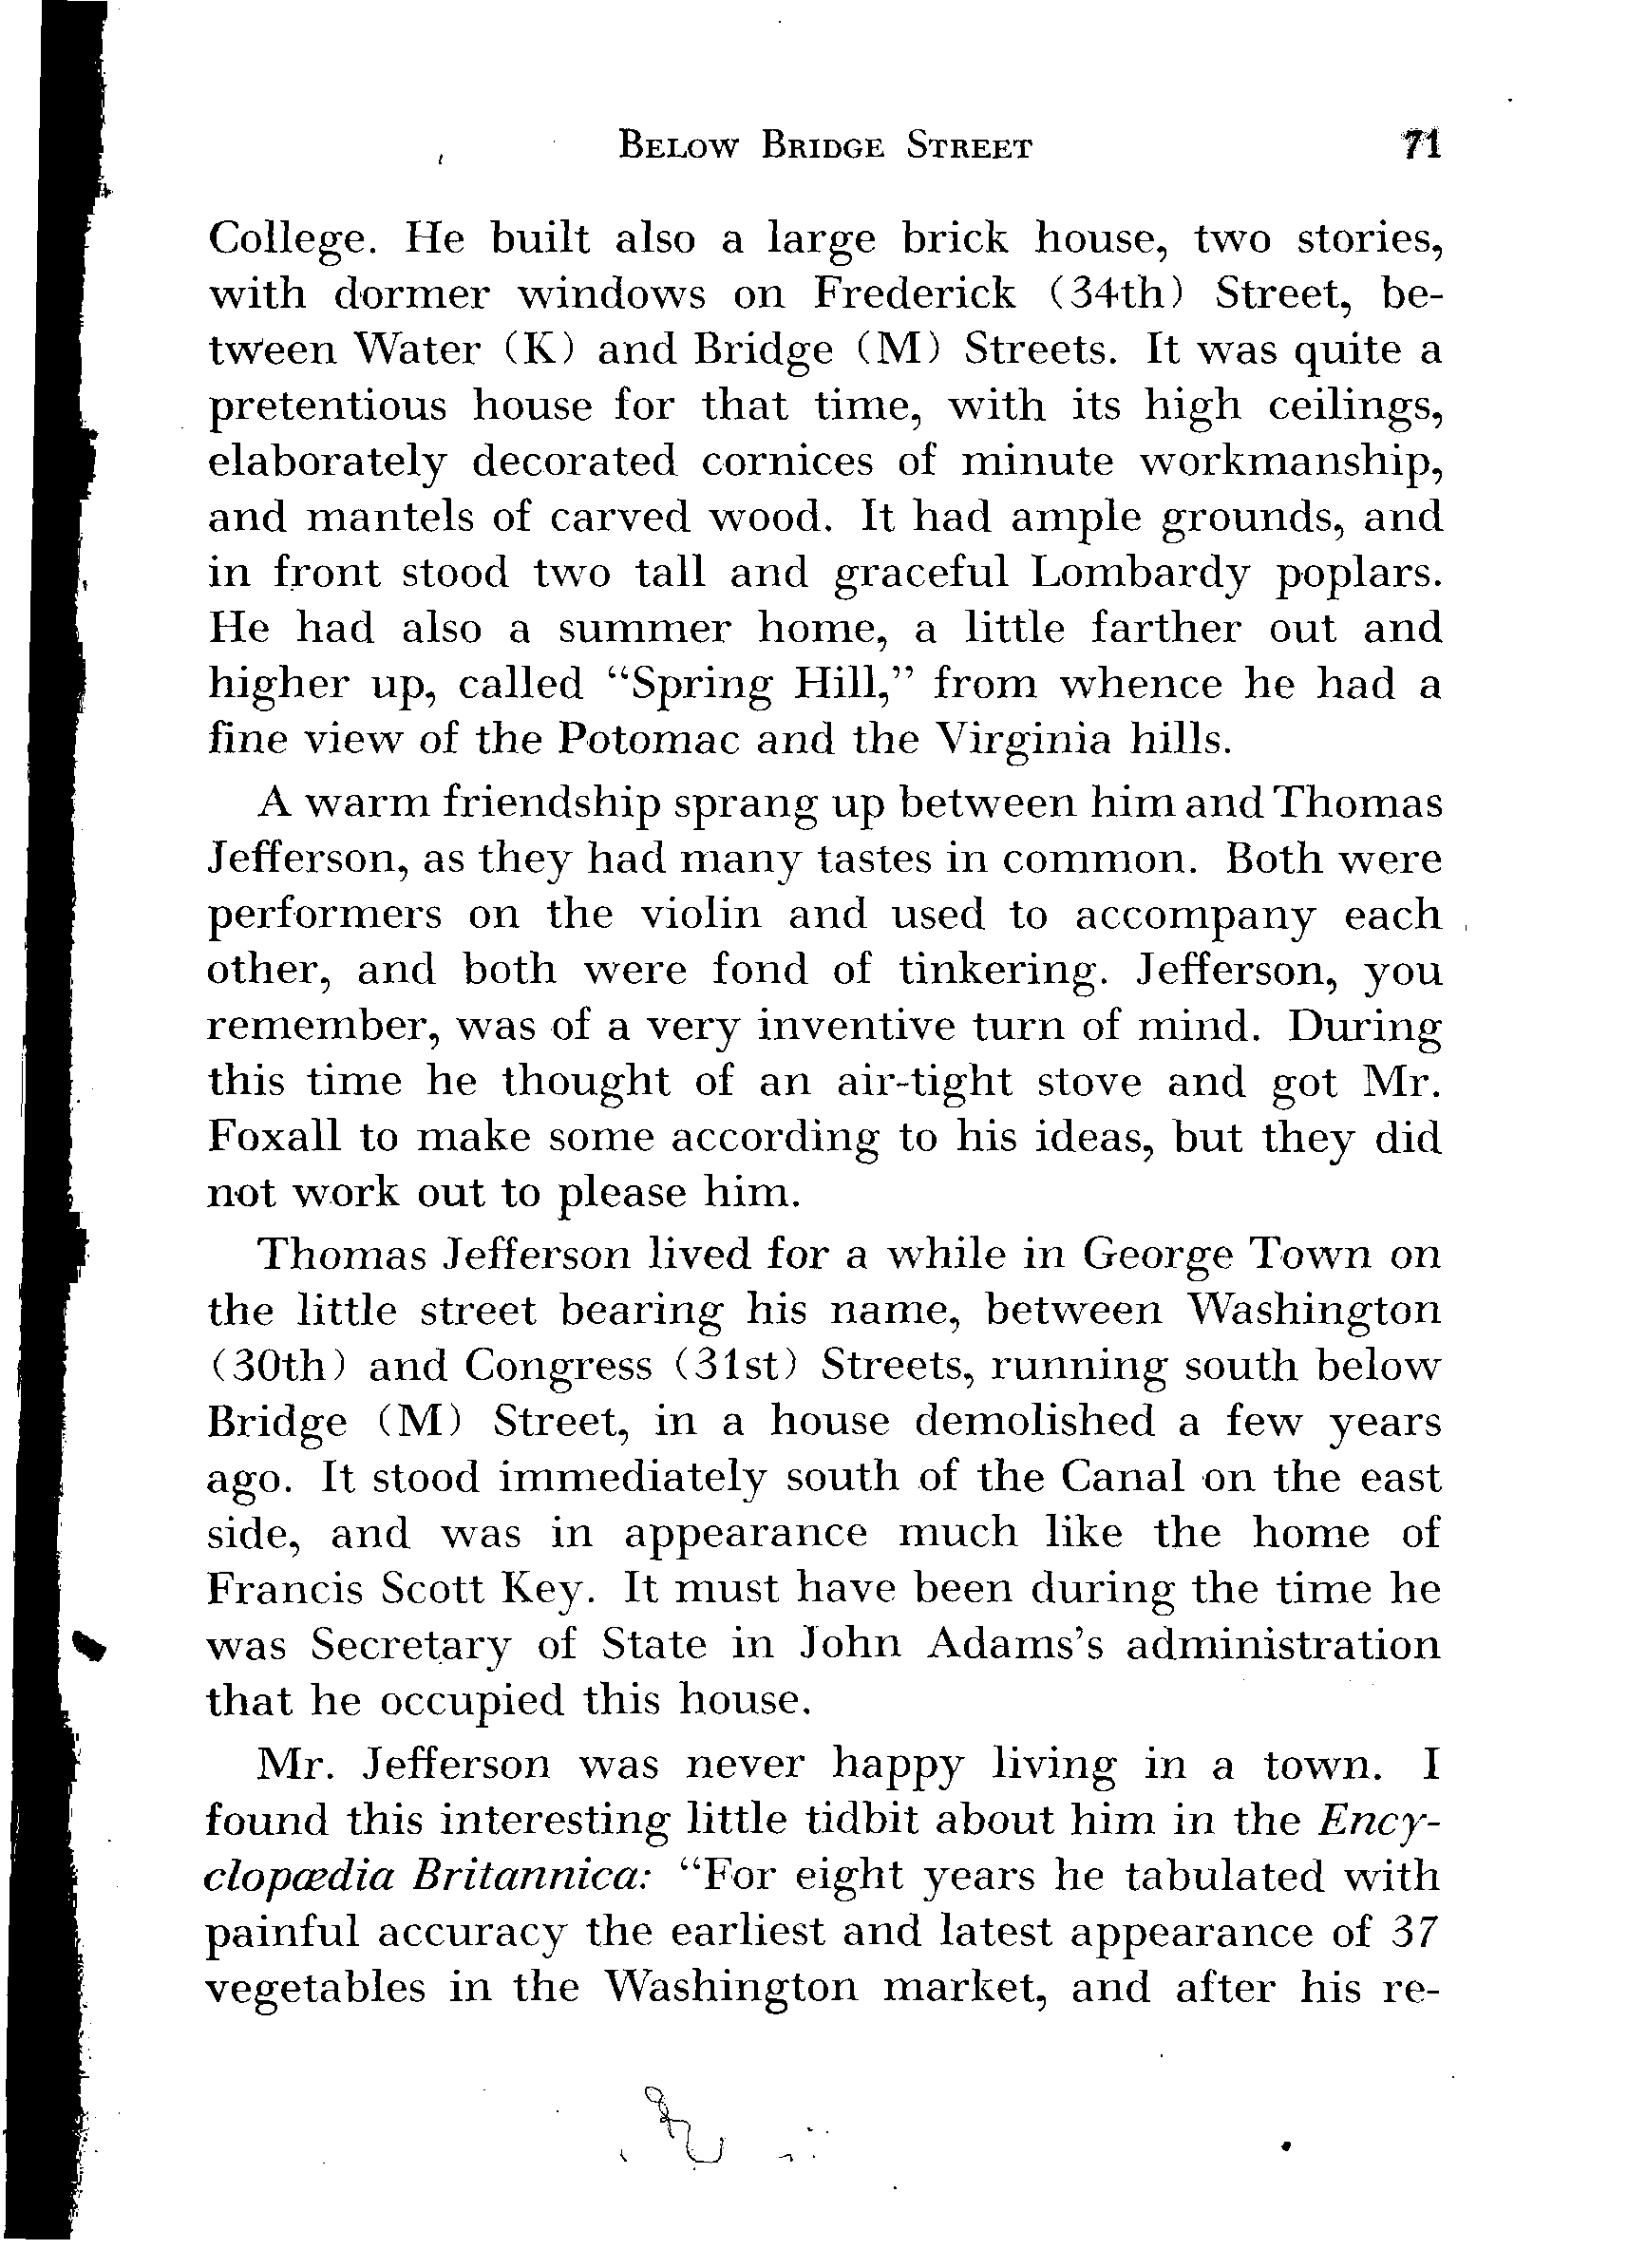 BELOW BRIDGE STREET 71
College. He built also a large brick house, two stories,
with dormer windows on Frederick (34th) Street, be-
tween Water (K) and Bridge (M) Streets. It was quite a
pretentious house for that time, with its high ceilings,
elaborately decorated cornices of minute workmanship,
and mantels of carved wood. It had ample grounds, and
in front stood two tall and graceful Lombardy poplars.
He had also a summer home, a little farther out and
higher up, called “Spring Hill,” from whence he had a
fine view of the Potomac and the Virginia hills.
A warm friendship sprang up between him and Thomas
Jefferson, as they had many tastes in common. Both were
performers on the violin and used to accompany each
other, and both were fond of tinkering. Jefferson, you
remember, was of a very inventive turn of mind. During
this time he thought of an air-tight stove and got Mr.
Foxall to make some according to his ideas, but they did
not work out to please him.
Thomas Jefferson lived for a while in George Town on
the little street bearing his name, between Washington
(30th) and Congress (31st) Streets, running south below
Bridge (M) Street, in a house demolished a few years
ago. It stood immediately south of the Canal on the east
side, and was in appearance much like the home of
Francis Scott Key. It must have been during the time he
was Secretary of State in John Adams’s administration
that he occupied this house.
Mr. Jefferson was never happy living in a town. I
found this interesting little tidbit about him in the Ency-
clopædia Britannica: “For eight years he tabulated with
painful accuracy the earliest and latest appearance of 37
vegetables in the Washington market, and after his re-